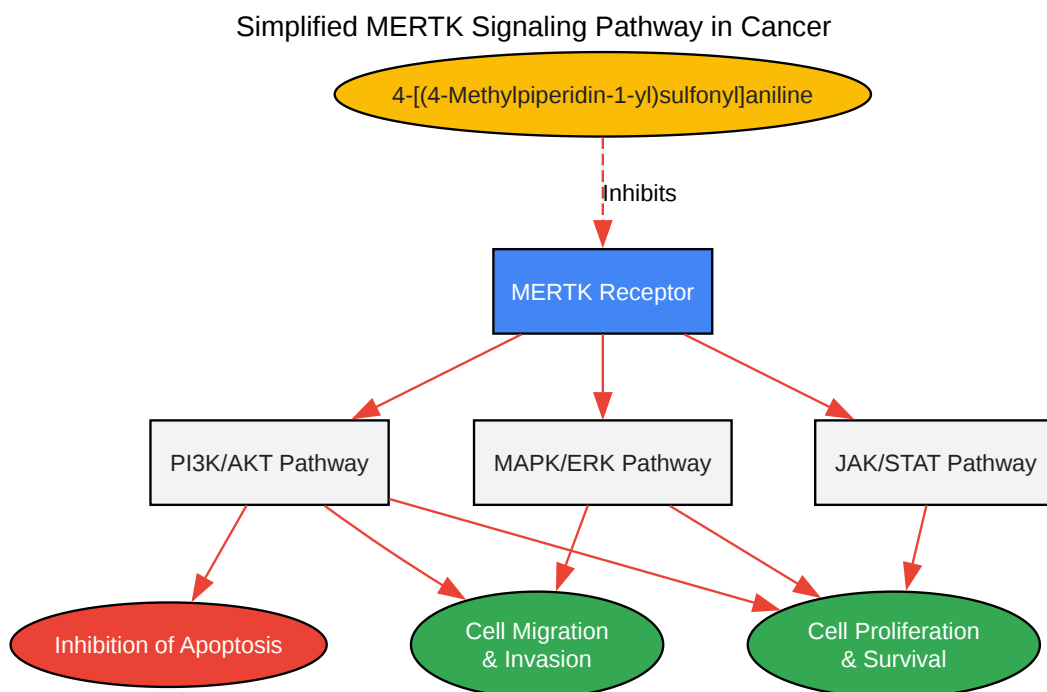 Simplified MERTK Signaling Pathway in Cancer
4-[(4-Methylpiperidin-1-yl)sulfonyl]aniline
Inhibits
MERTK Receptor
PI3K/AKT Pathway
MAPK/ERK Pathway
JAK/STAT Pathway
Inhibition of Apoptosis
Cell Migration
& Invasion
Cell Proliferation
& Survival